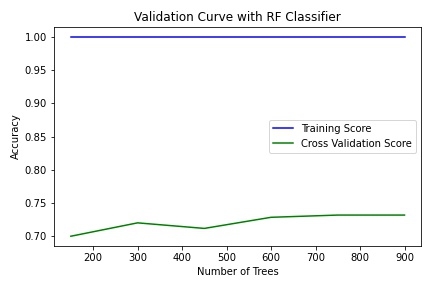 Validation Curve with RF Classifier
1.00
0.95
0.90
0.85
0.80
0.75
0.70
Accuracy
Training Score
Cross Validation Score
200 300 400 500 600 700 800 900
Number of Trees